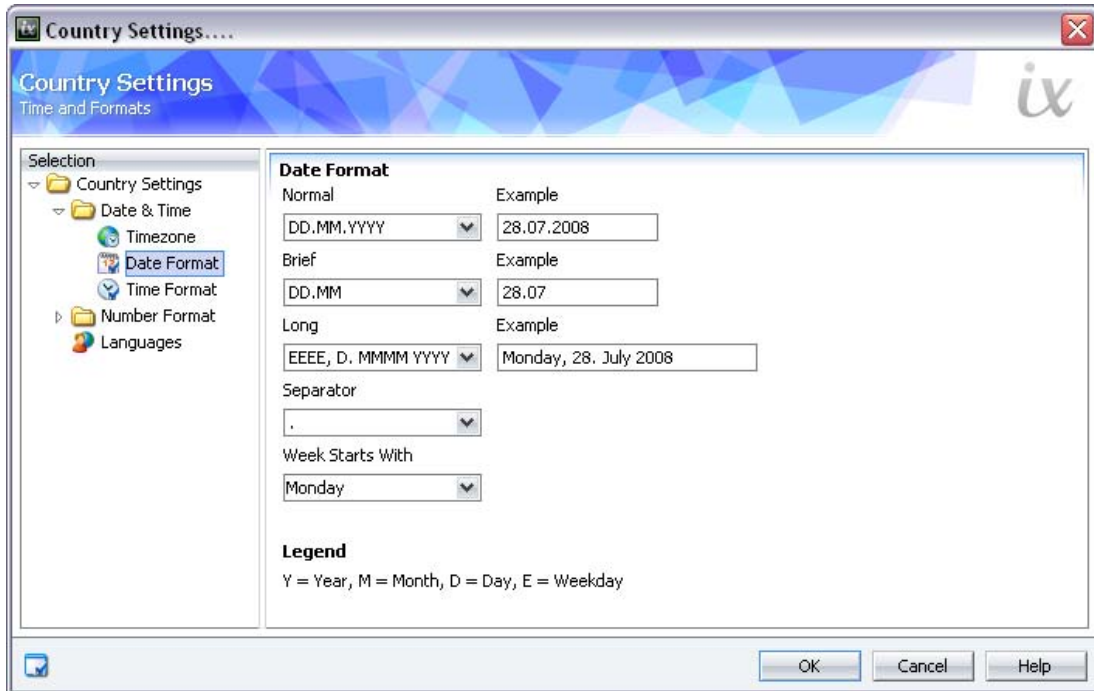 ix Country Settings....
Country Settings
Time and Formats
ix
Selection
Country Settings
Date & Time
Timezone
Date Format
Time Format
Number Format
Languages
Date Format
Normal Example
DD.MM.YYYY 28.07.2008
Brief Example
DD.MM 28.07
Long Example
EEEE, D. MMMM YYYY Monday, 28. July 2008
Separator
.
Week Starts With
Monday
Legend
Y = Year, M = Month, D = Day, E = Weekday
OK Cancel Help